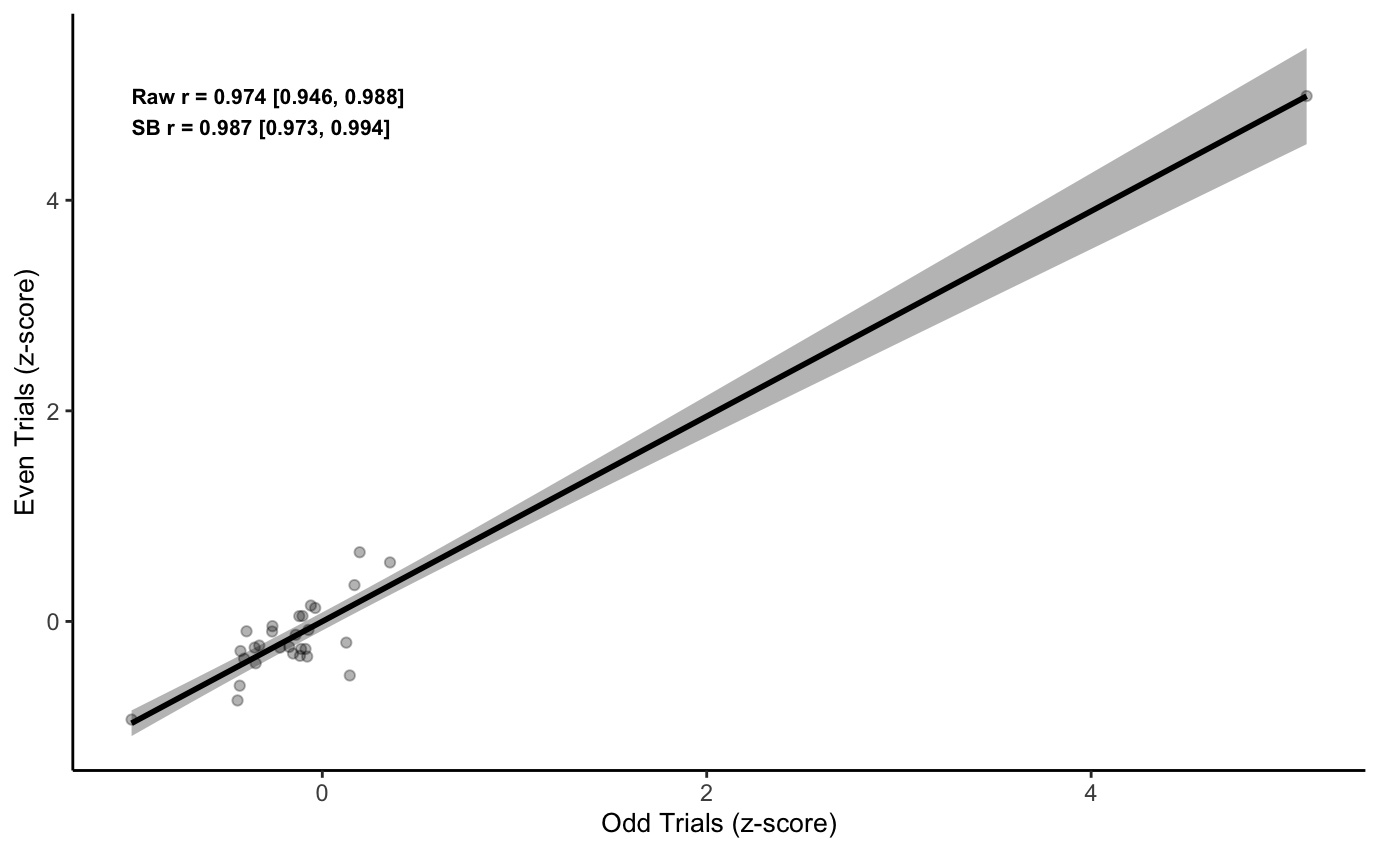 Raw r = 0.974 [0.946, 0.988]
SB r = 0.987 [0.973, 0.994]
Even Trials (z-score)
4
2
0
0
2
4
Odd Trials (z-score)